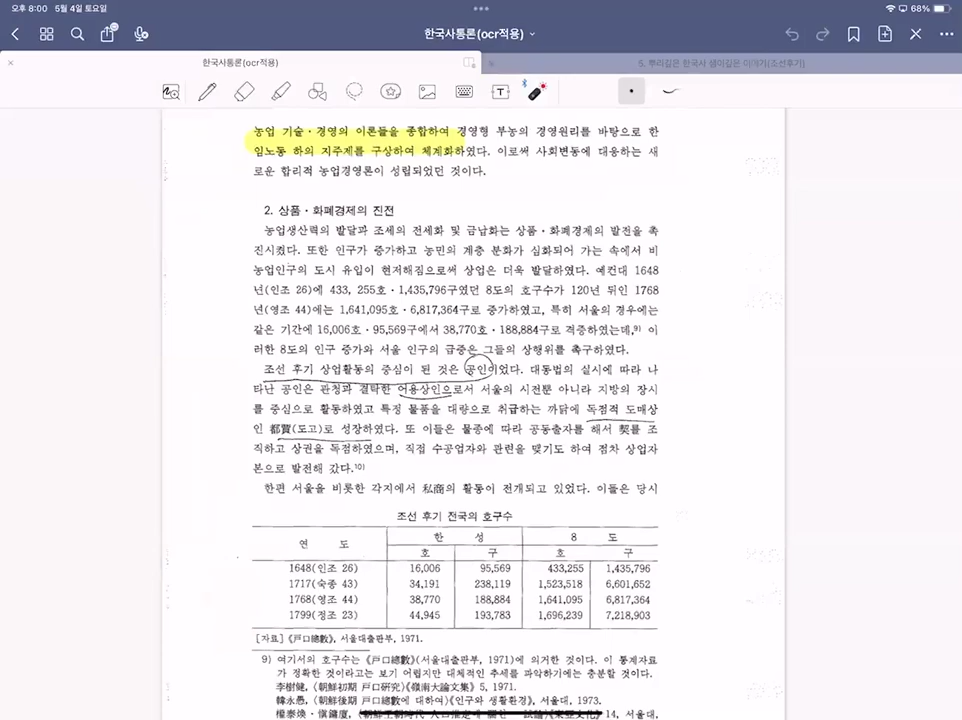 오후 8:00 5월 4일 토요일
68%
한국사통론(ocr적용)
한국사통론(ocr적용)
5. 뿌리깊은 한국사 샘이깊은 이야기(조선후기)
농업 기술·경영의 이론들을 종합하여 경영형 부농의 경영원리를 바탕으로 한
임노동 하의 지주제를 구상하여 체계화하였다. 이로써 사회변동에 대응하는 새
로운 합리적 농업경영론이 성립되었던 것이다.
2. 상품·화폐경제의 진전
농업생산력의 발달과 조세의 전세화 및 금납화는 상품·화폐경제의 발전을 촉
진시켰다. 또한 인구가 증가하고 농민의 계층 분화가 심화되어 가는 속에서 비
농업인구의 도시 유입이 현저해짐으로써 상업은 더욱 발달하였다. 예컨대 1648
년(인조 26)에 433, 255호·1,435,796구였던 8도의 호구수가 120년 뒤인 1768
년(영조 44)에는 1,641,095호·6,817,364구로 증가하였고, 특히 서울의 경우에는
같은 기간에 16,006호·95,569구에서 38,770호·188,884구로 격증하였는데,9) 이
러한 8도의 인구 증가와 서울 인구의 급증은 그들의 상행위를 촉구하였다.
조선 후기 상업활동의 중심이 된 것은 공인이었다. 대동법의 실시에 따라 나
타난 공인은 관청과 결탁한 어용상인으로서 서울의 시전뿐 아니라 지방의 장시
를 중심으로 활동하였고 특정 물품을 대량으로 취급하는 까닭에 독점적 도매상
인 都賈(도고)로 성장하였다. 또 이들은 물종에 따라 공동출자를 해서 契를 조
직하고 상권을 독점하였으며, 직접 수공업자와 관련을 맺기도 하여 점차 상업자
본으로 발전해 갔다.10)
한편 서울을 비롯한 각지에서 私商의 활동이 전개되고 있었다. 이들은 당시
조선 후기 전국의 호구수
연 도 한 성 8 도
호 구 호 구
1648(인조 26) 16,006 95,569 433,255 1,435,796
1717(숙종 43) 34,191 238,119 1,523,518 6,601,652
1768(영조 44) 38,770 188,884 1,641,095 6,817,364
1799(정조 23) 44,945 193,783 1,696,239 7,218,903
[자료]《戶口總數》, 서울대출판부, 1971.
9) 여기서의 호구수는 《戶口總數》(서울대출판부, 1971)에 의거한 것이다. 이 통계자료
가 정확한 것이라고는 보기 어렵지만 대체적인 추세를 파악하기에는 충분할 것이다.
李樹健, 〈朝鮮初期 戶口研究〉《嶺南大論文集》 5, 1971.
韓永愚, 〈朝鮮後期 戶口總數에 대하여〉《인구와 생활환경》, 서울대, 1973.
14, 서울대,